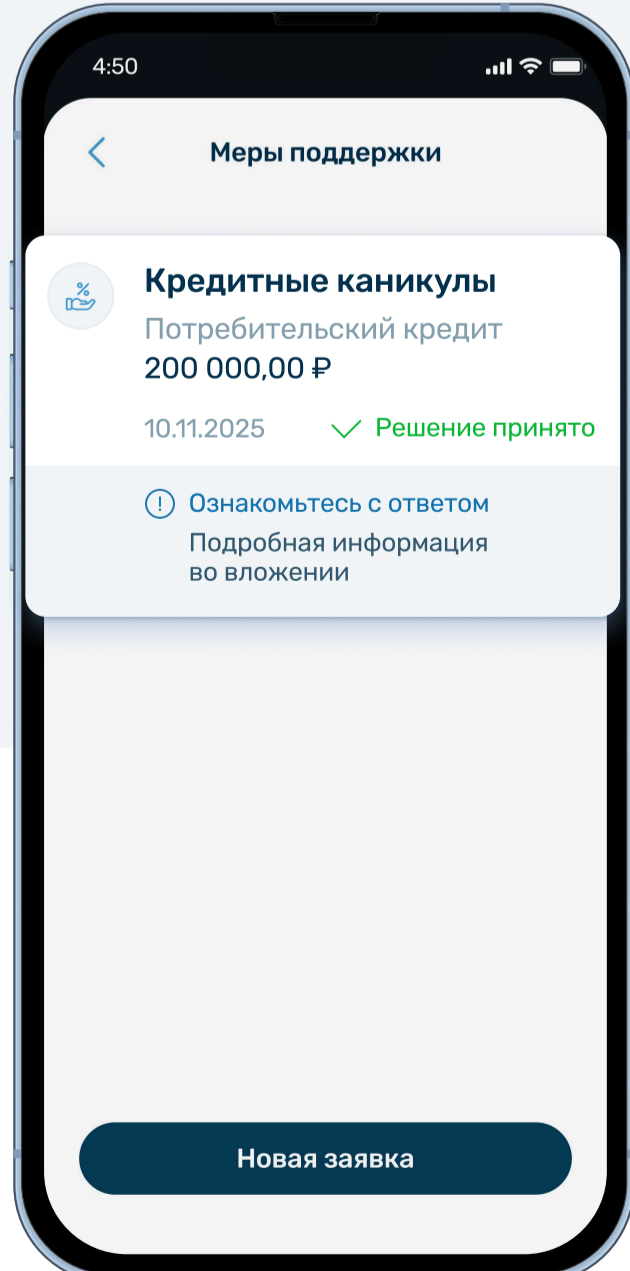 4:50
Меры поддержки
%
Кредитные каникулы
Потребительский кредит
200 000,00 ₽
10.11.2025 Решение принято
! Ознакомьтесь с ответом
Подробная информация
во вложении
Новая заявка